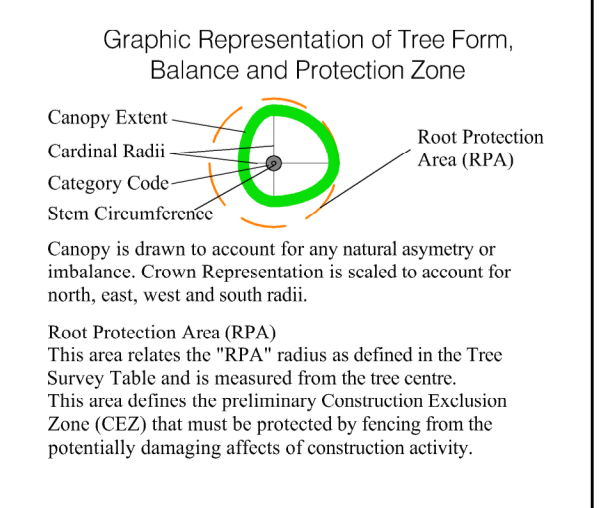 Graphic Representation of Tree Form,
Balance and Protection Zone
Canopy Extent
Cardinal Radii
Category Code
Stem Circumference
Root Protection
Area (RPA)
Canopy is drawn to account for any natural asymetry or
imbalance. Crown Representation is scaled to account for
north, east, west and south radii.
Root Protection Area (RPA)
This area relates the "RPA" radius as defined in the Tree
Survey Table and is measured from the tree centre.
This area defines the preliminary Construction Exclusion
Zone (CEZ) that must be protected by fencing from the
potentially damaging affects of construction activity.